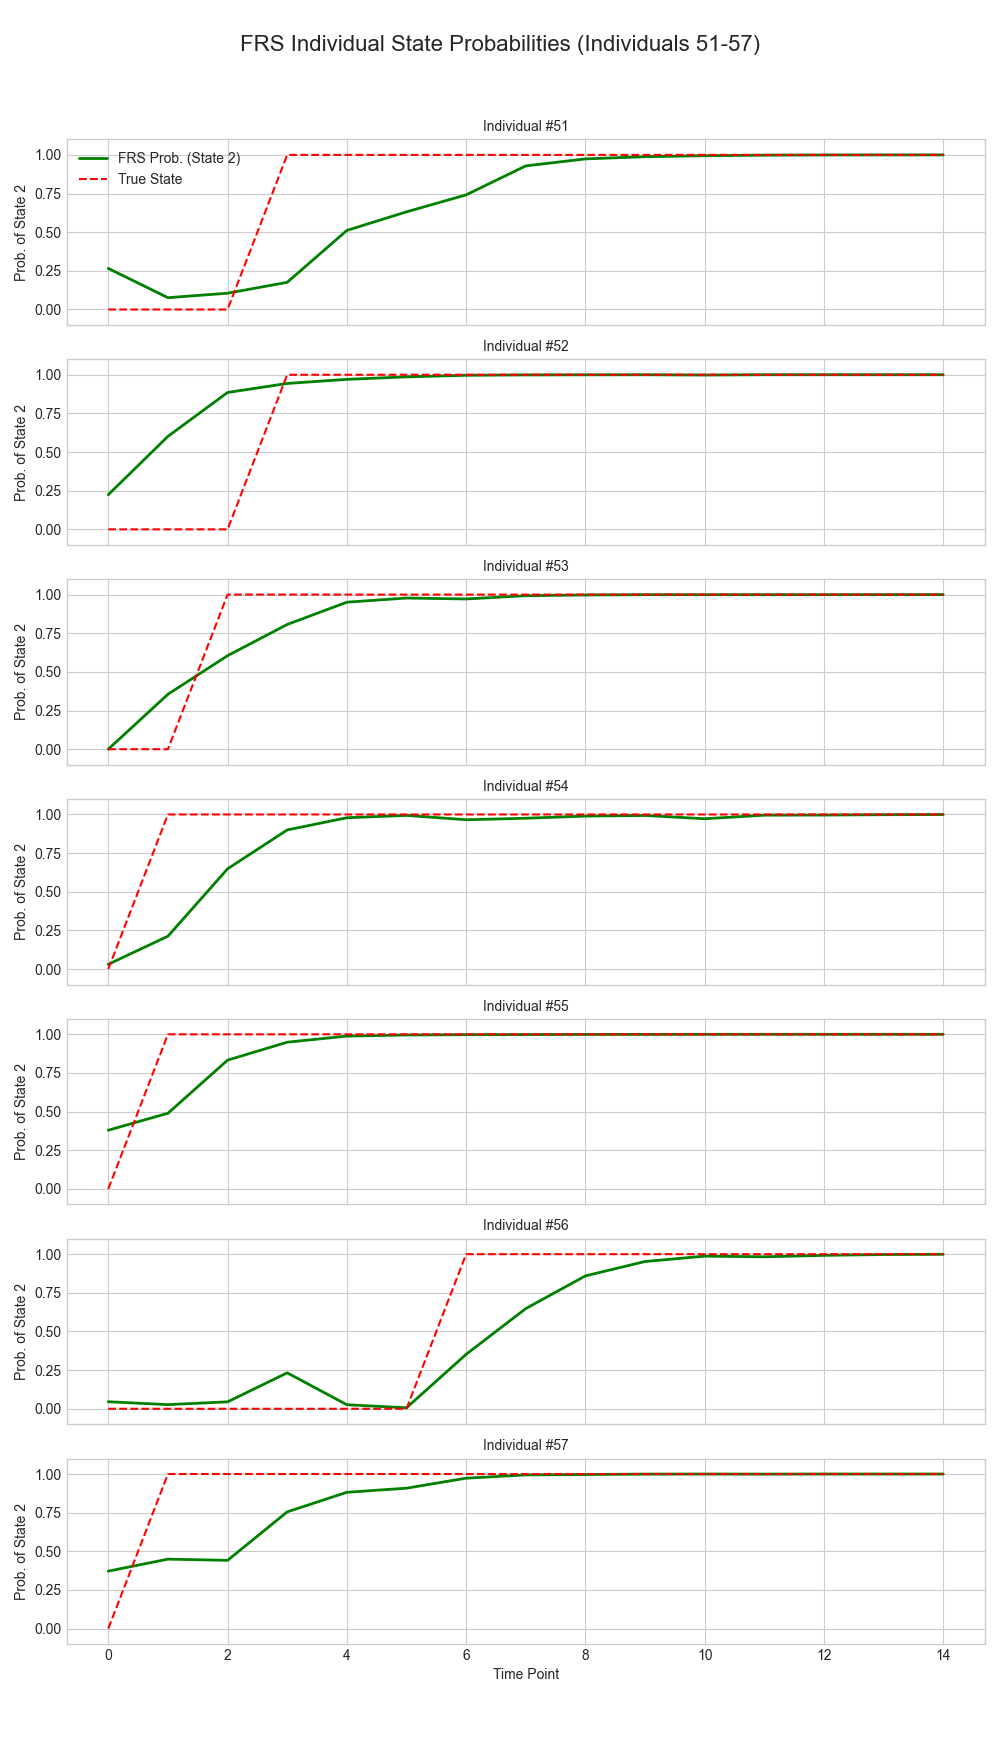 FRS Individual State Probabilities (Individuals 51-57)
Individual #51
1.00
0.75
0.50
0.25
0.00
Prob. of State 2
FRS Prob. (State 2)
True State
Individual #52
1.00
0.75
0.50
0.25
0.00
Prob. of State 2
Individual #53
1.00
0.75
0.50
0.25
0.00
Prob. of State 2
Individual #54
1.00
0.75
0.50
0.25
0.00
Prob. of State 2
Individual #55
1.00
0.75
0.50
0.25
0.00
Prob. of State 2
Individual #56
1.00
0.75
0.50
0.25
0.00
Prob. of State 2
Individual #57
1.00
0.75
0.50
0.25
0.00
Prob. of State 2
0 2 4 6 8 10 12 14
Time Point